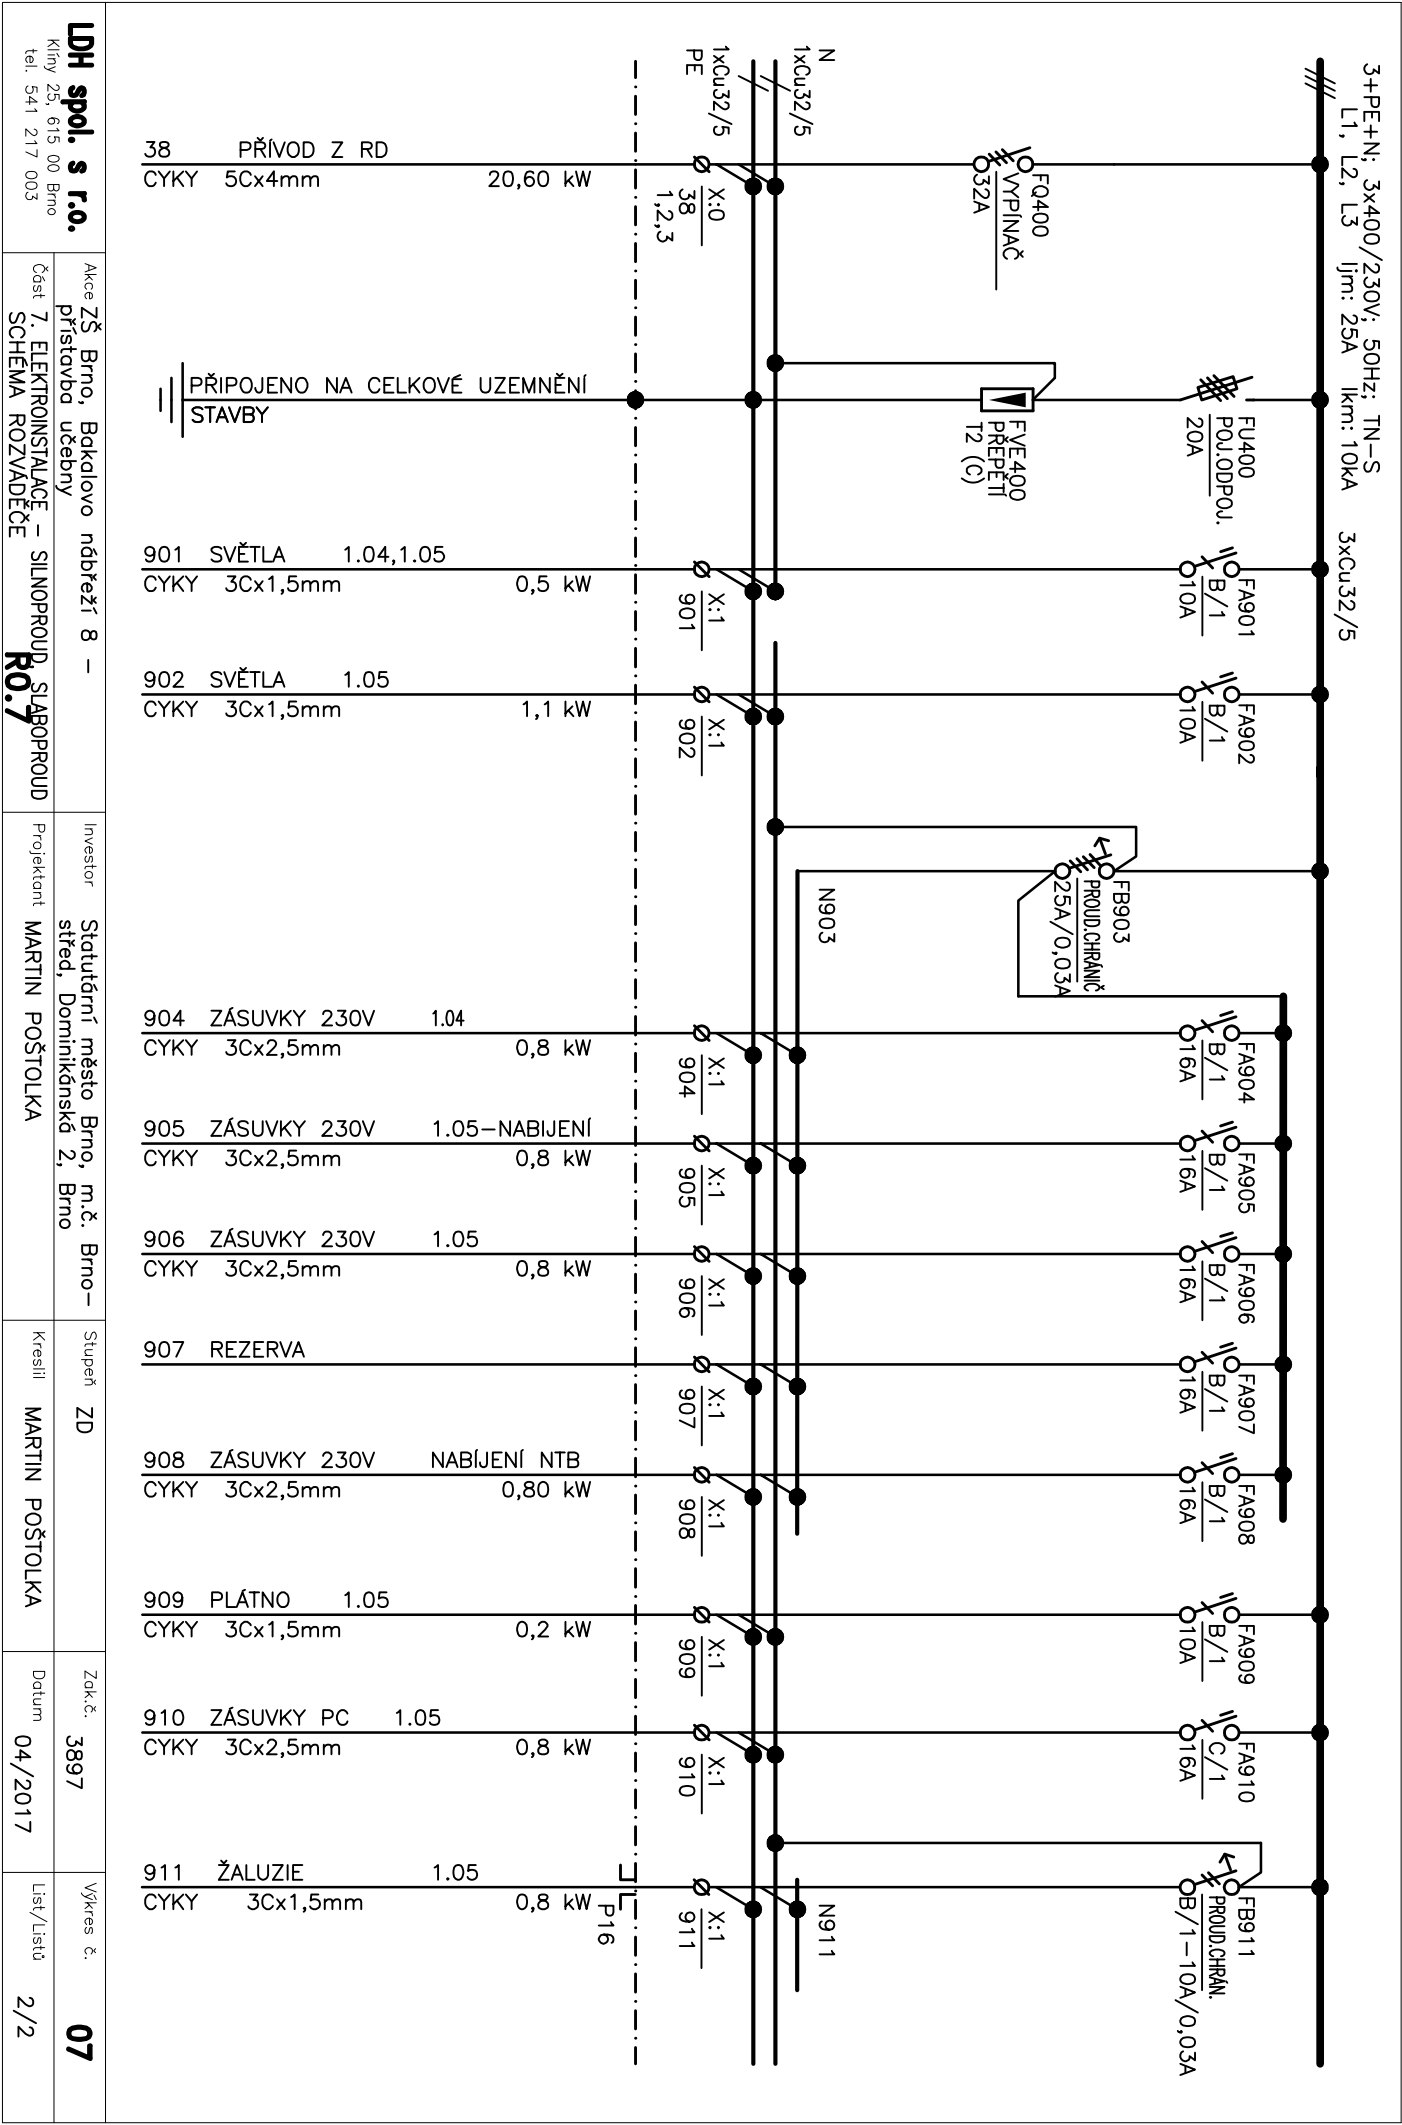 3+PE+N; 3x400/230V; 50Hz; TN-S
L1, L2, L3 Ijm: 25A Ikm: 10kA 3xCu32/5
N
1xCu32/5
1xCu32/5
PE
38 PŘÍVOD Z RD
CYKY 5Cx4mm 20,60 kW
X:0
38
1,2,3
FQ400
VYPÍNAČ
32A
PŘIPOJENO NA CELKOVÉ UZEMNĚNÍ
STAVBY
FVE400
PŘEPĚTÍ
T2 (C)
FU400
POJ.ODPOJ.
20A
901 SVĚTLA 1.04,1.05
CYKY 3Cx1,5mm 0,5 kW
X:1
901
FA901
B/1
10A
902 SVĚTLA 1.05
CYKY 3Cx1,5mm 1,1 kW
X:1
902
FA902
B/1
10A
N903
FB903
PROUD.CHRÁNIČ
25A/0,03A
904 ZÁSUVKY 230V 1.04
CYKY 3Cx2,5mm 0,8 kW
X:1
904
FA904
B/1
16A
905 ZÁSUVKY 230V 1.05-NABIJENÍ
CYKY 3Cx2,5mm 0,8 kW
X:1
905
FA905
B/1
16A
906 ZÁSUVKY 230V 1.05
CYKY 3Cx2,5mm 0,8 kW
X:1
906
FA906
B/1
16A
907 REZERVA
X:1
907
FA907
B/1
16A
908 ZÁSUVKY 230V NABÍJENÍ NTB
CYKY 3Cx2,5mm 0,80 kW
X:1
908
FA908
B/1
16A
909 PLÁTNO 1.05
CYKY 3Cx1,5mm 0,2 kW
X:1
909
FA909
B/1
10A
910 ZÁSUVKY PC 1.05
CYKY 3Cx2,5mm 0,8 kW
X:1
910
FA910
C/1
16A
911 ŽALUZIE 1.05
CYKY 3Cx1,5mm 0,8 kW
P16
X:1
911
N911
FB911
PROUD.CHRÁN.
B/1-10A/0,03A
LDH spol. s r.o.
Klíny 25, 615 00 Brno
tel. 541 217 003
Akce ZŠ Brno, Bakalovo nábřeží 8 -
přístavba učebny
Část 7. ELEKTROINSTALACE - SILNOPROUD, SLABOPROUD
SCHÉMA ROZVADĚČE
R0.7
Investor Statutární město Brno, m.č. Brno-
střed, Dominikánská 2, Brno
Projektant MARTIN POŠTOLKA
Stupeň ZD
Kreslil MARTIN POŠTOLKA
Zak.č. 3897
Datum 04/2017
Výkres č. 07
List/Listů 2/2